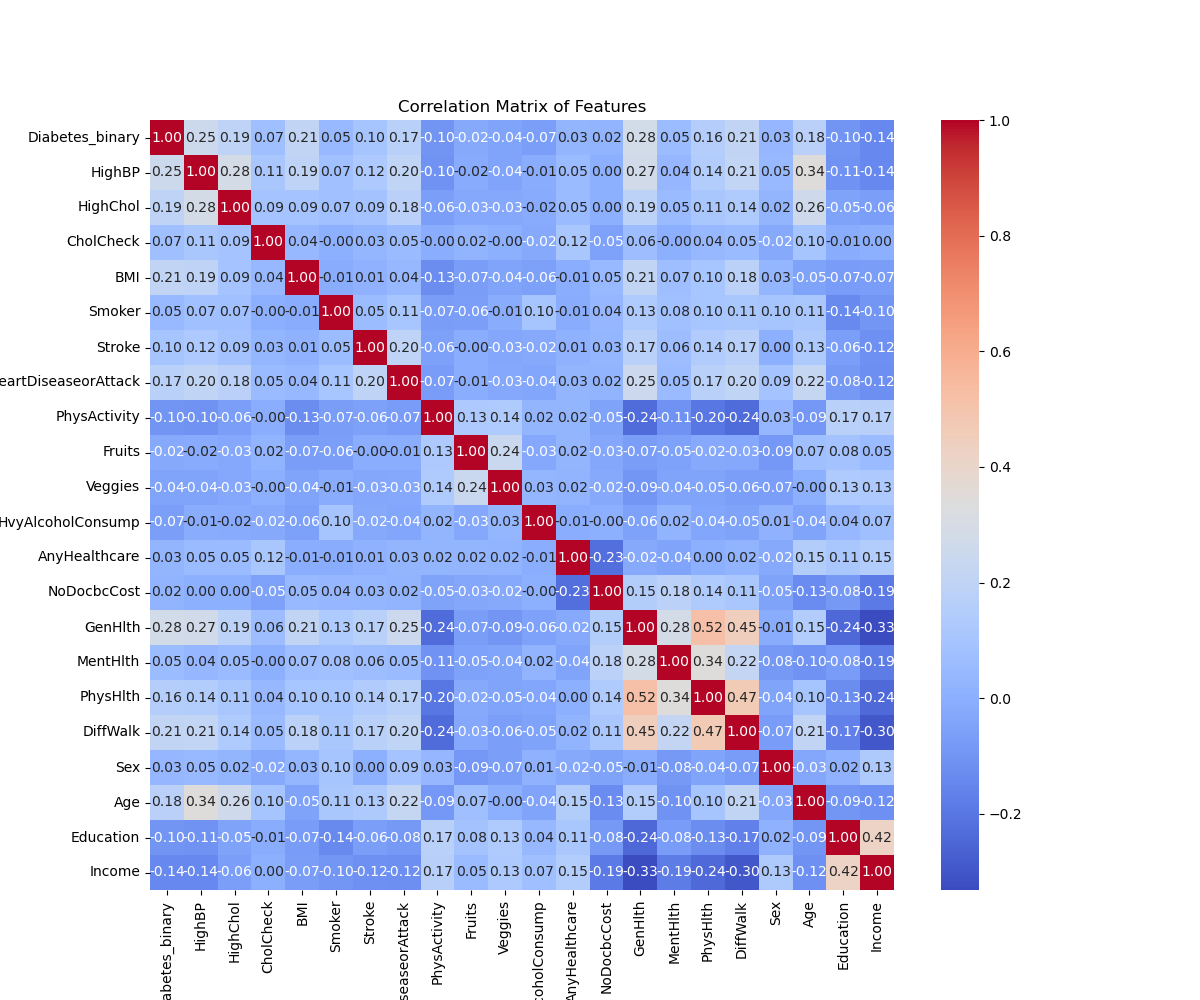 Correlation Matrix of Features
Diabetes_binary 1.00 0.25 0.19 0.07 0.21 0.05 0.10 0.17 -0.10 -0.02 -0.04 -0.07 0.03 0.02 0.28 0.05 0.16 0.21 0.03 0.18 -0.10 -0.14
HighBP 0.25 1.00 0.28 0.11 0.19 0.07 0.12 0.20 -0.10 -0.02 -0.04 -0.01 0.05 0.00 0.27 0.04 0.14 0.21 0.05 0.34 -0.11 -0.14
HighChol 0.19 0.28 1.00 0.09 0.09 0.07 0.09 0.18 -0.06 -0.03 -0.03 -0.02 0.05 0.00 0.19 0.05 0.11 0.14 0.02 0.26 -0.05 -0.06
CholCheck 0.07 0.11 0.09 1.00 0.04 -0.00 0.03 0.05 -0.00 0.02 -0.00 -0.02 0.12 -0.05 0.06 -0.00 0.04 0.05 -0.02 0.10 -0.01 0.00
BMI 0.21 0.19 0.09 0.04 1.00 -0.01 0.01 0.04 -0.13 -0.07 -0.04 -0.06 -0.01 0.05 0.21 0.07 0.10 0.18 0.03 -0.05 -0.07 -0.07
Smoker 0.05 0.07 0.07 -0.00 -0.01 1.00 0.05 0.11 -0.07 -0.06 -0.01 0.10 -0.01 0.04 0.13 0.08 0.10 0.11 0.10 0.11 -0.14 -0.10
Stroke 0.10 0.12 0.09 0.03 0.01 0.05 1.00 0.20 -0.06 -0.00 -0.03 -0.02 0.01 0.03 0.17 0.06 0.14 0.17 0.00 0.13 -0.06 -0.12
eartDiseaseorAttack 0.17 0.20 0.18 0.05 0.04 0.11 0.20 1.00 -0.07 -0.01 -0.03 -0.04 0.03 0.02 0.25 0.05 0.17 0.20 0.09 0.22 -0.08 -0.12
PhysActivity -0.10 -0.10 -0.06 -0.00 -0.13 -0.07 -0.06 -0.07 1.00 0.13 0.14 0.02 0.02 -0.05 -0.24 -0.11 -0.20 -0.24 0.03 -0.09 0.17 0.17
Fruits -0.02 -0.02 -0.03 0.02 -0.07 -0.06 -0.00 -0.01 0.13 1.00 0.24 -0.03 0.02 -0.03 -0.07 -0.05 -0.02 -0.03 -0.09 0.07 0.08 0.05
Veggies -0.04 -0.04 -0.03 -0.00 -0.04 -0.01 -0.03 -0.03 0.14 0.24 1.00 0.03 0.02 -0.02 -0.09 -0.04 -0.05 -0.06 -0.07 -0.00 0.13 0.13
HvyAlcoholConsump -0.07 -0.01 -0.02 -0.02 -0.06 0.10 -0.02 -0.04 0.02 -0.03 0.03 1.00 -0.01 -0.00 -0.06 0.02 -0.04 -0.05 0.01 -0.04 0.04 0.07
AnyHealthcare 0.03 0.05 0.05 0.12 -0.01 -0.01 0.01 0.03 0.02 0.02 0.02 -0.01 1.00 -0.23 -0.02 -0.04 0.00 0.02 -0.02 0.15 0.11 0.15
NoDocbcCost 0.02 0.00 0.00 -0.05 0.05 0.04 0.03 0.02 -0.05 -0.03 -0.02 -0.00 -0.23 1.00 0.15 0.18 0.14 0.11 -0.05 -0.13 -0.08 -0.19
GenHlth 0.28 0.27 0.19 0.06 0.21 0.13 0.17 0.25 -0.24 -0.07 -0.09 -0.06 -0.02 0.15 1.00 0.28 0.52 0.45 -0.01 0.15 -0.24 -0.33
MentHlth 0.05 0.04 0.05 -0.00 0.07 0.08 0.06 0.05 -0.11 -0.05 -0.04 0.02 -0.04 0.18 0.28 1.00 0.34 0.22 -0.08 -0.10 -0.08 -0.19
PhysHlth 0.16 0.14 0.11 0.04 0.10 0.10 0.14 0.17 -0.20 -0.02 -0.05 -0.04 0.00 0.14 0.52 0.34 1.00 0.47 -0.04 0.10 -0.13 -0.24
DiffWalk 0.21 0.21 0.14 0.05 0.18 0.11 0.17 0.20 -0.24 -0.03 -0.06 -0.05 0.02 0.11 0.45 0.22 0.47 1.00 -0.07 0.21 -0.17 -0.30
Sex 0.03 0.05 0.02 -0.02 0.03 0.10 0.00 0.09 0.03 -0.09 -0.07 0.01 -0.02 -0.05 -0.01 -0.08 -0.04 -0.07 1.00 -0.03 0.02 0.13
Age 0.18 0.34 0.26 0.10 -0.05 0.11 0.13 0.22 -0.09 0.07 -0.00 -0.04 0.15 -0.13 0.15 -0.10 0.10 0.21 -0.03 1.00 -0.09 -0.12
Education -0.10 -0.11 -0.05 -0.01 -0.07 -0.14 -0.06 -0.08 0.17 0.08 0.13 0.04 0.11 -0.08 -0.24 -0.08 -0.13 -0.17 0.02 -0.09 1.00 0.42
Income -0.14 -0.14 -0.06 0.00 -0.07 -0.10 -0.12 -0.12 0.17 0.05 0.13 0.07 0.15 -0.19 -0.33 -0.19 -0.24 -0.30 0.13 -0.12 0.42 1.00
abetes_binary
HighBP
HighChol
CholCheck
BMI
Smoker
Stroke
seaseorAttack
PhysActivity
Fruits
Veggies
coholConsump
AnyHealthcare
NoDocbcCost
GenHlth
MentHlth
PhysHlth
DiffWalk
Sex
Age
Education
Income
1.0
0.8
0.6
0.4
0.2
0.0
−0.2